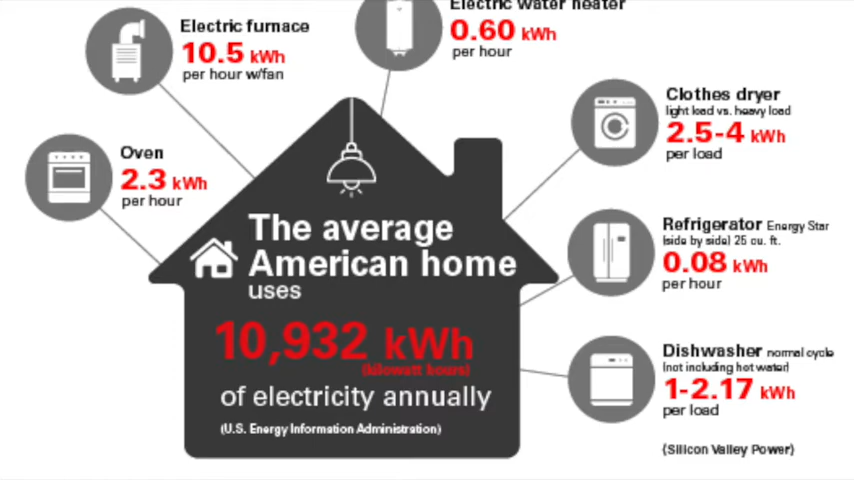 Electric furnace
10.5 kWh
per hour w/fan
Electric water heater
0.60 kWh
per hour
Clothes dryer
light load vs. heavy load
2.5-4 kWh
per load
Oven
2.3 kWh
per hour
Refrigerator Energy Star
(side by side) 25 cu. ft.
0.08 kWh
per hour
Dishwasher normal cycle
(not including hot water)
1-2.17 kWh
per load
The average
American home
uses
10,932 kWh
(kilowatt hours)
of electricity annually
(U.S. Energy Information Administration)
(Silicon Valley Power)